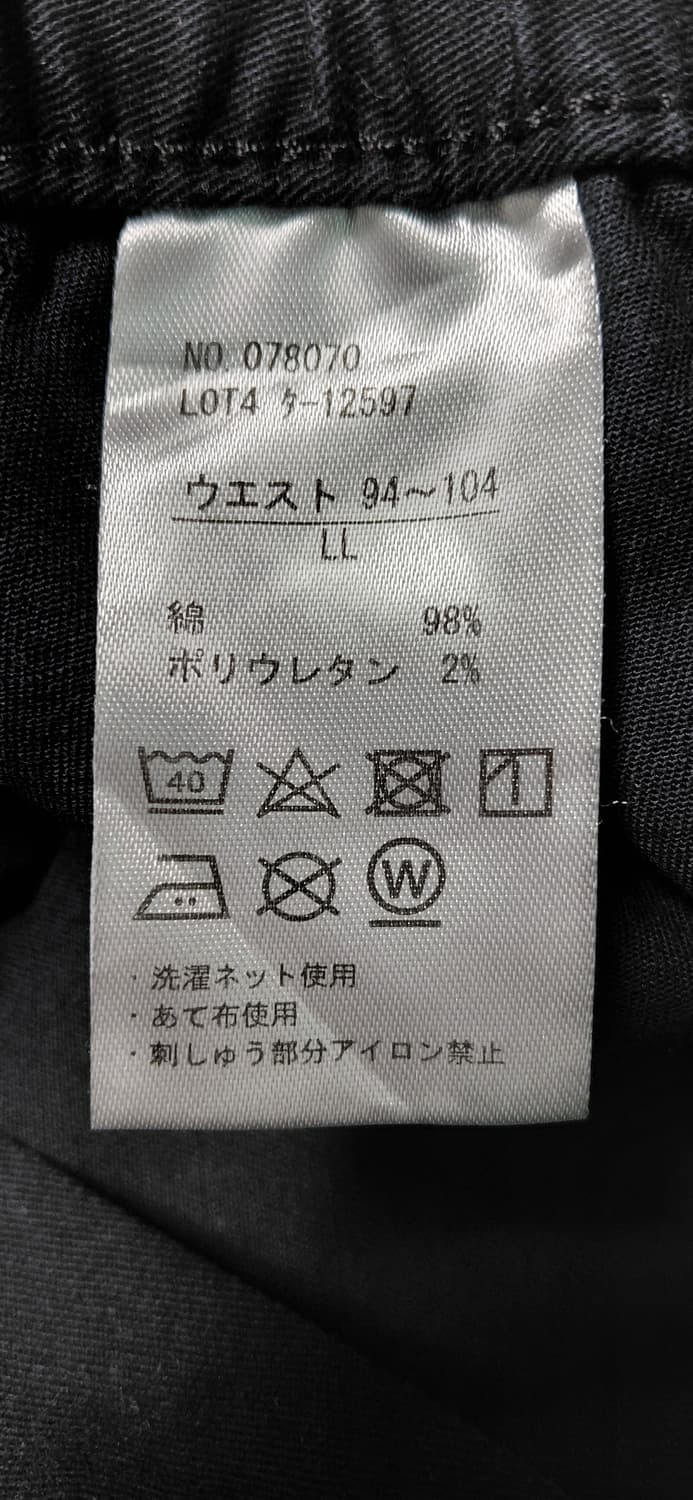 NO. 078070
LOT4 ｹ-12597
ウエスト 94〜104
LL
綿 98%
ポリウレタン 2%
40
W
・洗濯ネット使用
・あて布使用
・刺しゅう部分アイロン禁止